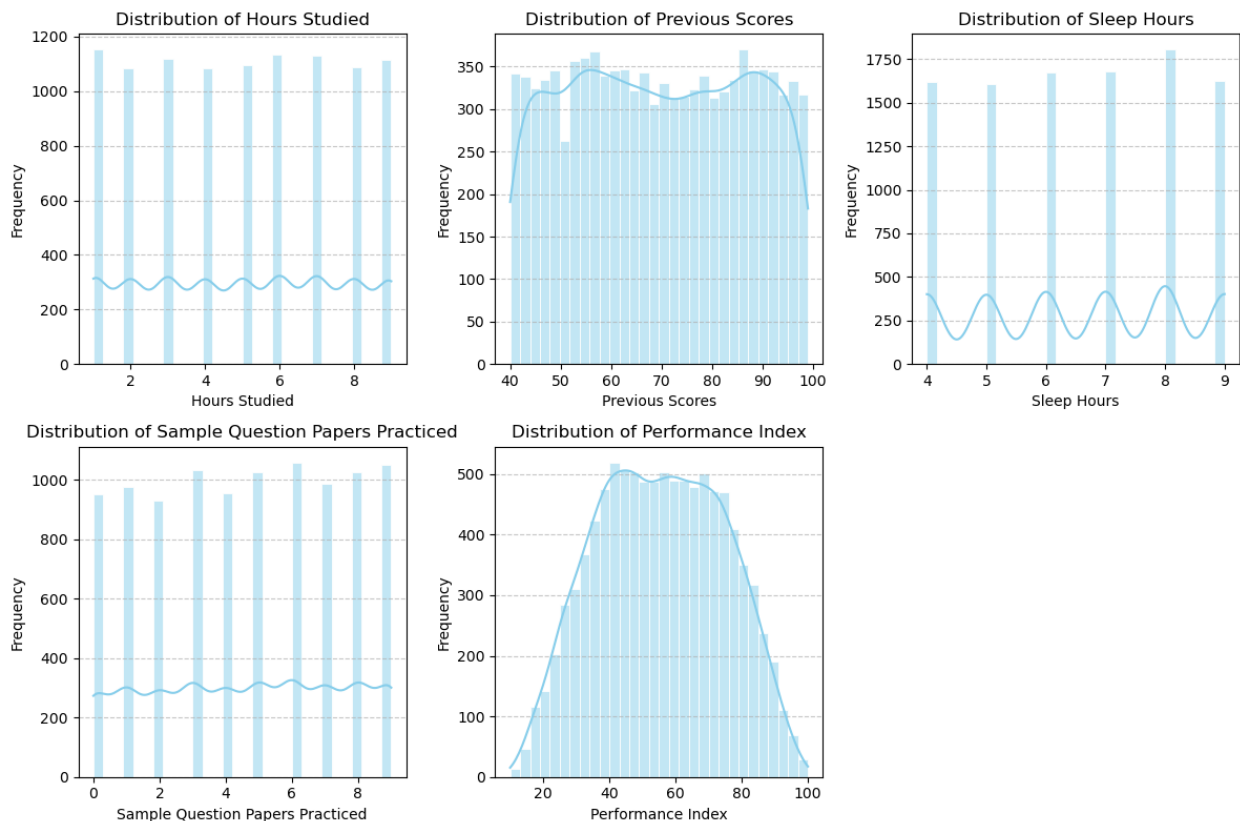 Distribution of Hours Studied
1200
1000
800
600
400
200
0
Frequency
2 4 6 8
Hours Studied
Distribution of Previous Scores
350
300
250
200
150
100
50
0
Frequency
40 50 60 70 80 90 100
Previous Scores
Distribution of Sleep Hours
1750
1500
1250
1000
750
500
250
0
Frequency
4 5 6 7 8 9
Sleep Hours
Distribution of Sample Question Papers Practiced
1000
800
600
400
200
0
Frequency
0 2 4 6 8
Sample Question Papers Practiced
Distribution of Performance Index
500
400
300
200
100
0
Frequency
20 40 60 80 100
Performance Index